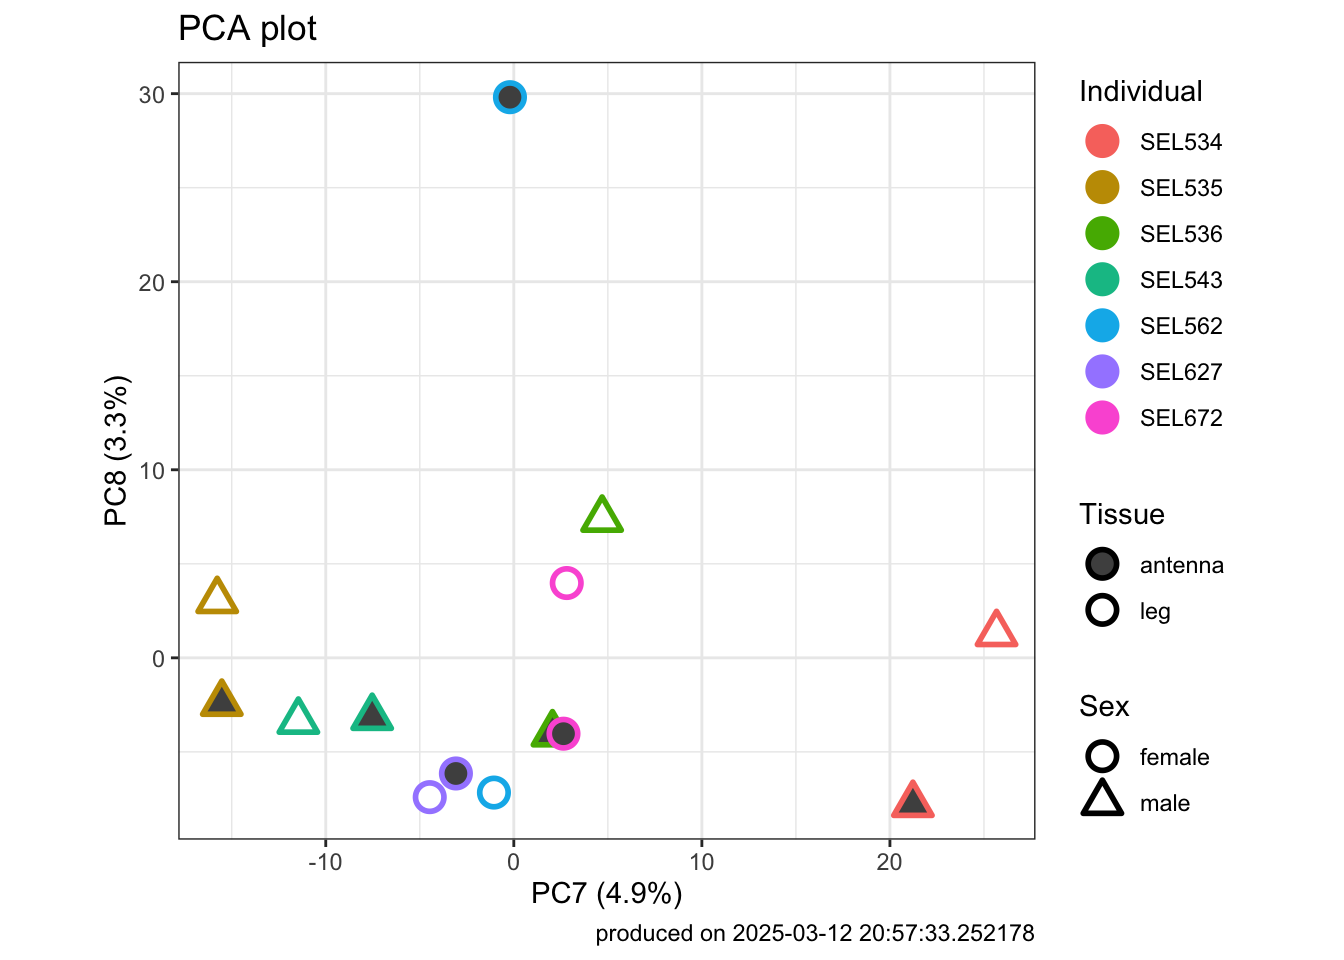 PCA plot
30
20
10
0
PC8 (3.3%)
-10
0
10
20
PC7 (4.9%)
produced on 2025-03-12 20:57:33.252178
Individual
SEL534
SEL535
SEL536
SEL543
SEL562
SEL627
SEL672
Tissue
antenna
leg
Sex
female
male